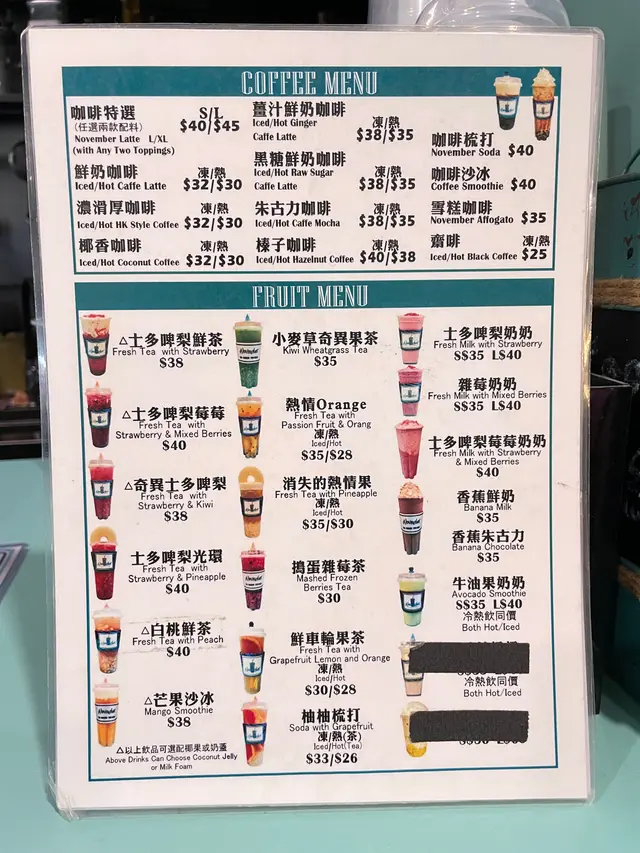 COFFEE MENU
咖啡特選 S/L
(任選兩款配料) $40/$45
November Latte L/XL
(with Any Two Toppings)
鮮奶咖啡 凍/熱
Iced/Hot Caffe Latte $32/$30
濃滑厚咖啡 凍/熱
Iced/Hot HK Style Coffee $32/$30
椰香咖啡 凍/熱
Iced/Hot Coconut Coffee $32/$30
薑汁鮮奶咖啡
Iced/Hot Ginger 凍/熱
Caffe Latte $38/$35
黑糖鮮奶咖啡
Iced/Hot Raw Sugar 凍/熱
Caffe Latte $38/$35
朱古力咖啡 凍/熱
Iced/Hot Caffe Mocha $38/$35
榛子咖啡 凍/熱
Iced/Hot Hazelnut Coffee $40/$38
咖啡梳打
November Soda $40
咖啡沙冰
Coffee Smoothie $40
雪糕咖啡
November Affogato $35
齋啡 凍/熱
Iced/Hot Black Coffee $25
FRUIT MENU
△士多啤梨鮮茶
Fresh Tea with Strawberry
$38
△士多啤梨莓莓
Fresh Tea with
Strawberry & Mixed Berries
$40
△奇異士多啤梨
Fresh Tea with
Strawberry & Kiwi
$38
士多啤梨光環
Fresh Tea with
Strawberry & Pineapple
$40
△白桃鮮茶
Fresh Tea with Peach
$40
△芒果沙冰
Mango Smoothie
$38
△以上飲品可選配椰果或奶蓋
Above Drinks Can Choose Coconut Jelly
or Milk Foam
小麥草奇異果茶
Kiwi Wheatgrass Tea
$35
熱情Orange
Fresh Tea with
Passion Fruit & Orang
凍/熱
Iced/Hot
$35/$28
消失的熱情果
Fresh Tea with Pineapple
凍/熱
Iced/Hot
$35/$30
搗蛋雜莓茶
Mashed Frozen
Berries Tea
$30
鮮車輪果茶
Fresh Tea with
Grapefruit Lemon and Orange
凍/熱
Iced/Hot
$30/$28
柚柚梳打
Soda with Grapefruit
凍/熱(茶)
Iced/Hot(Tea)
$33/$26
士多啤梨奶奶
Fresh Milk with Strawberry
S$35 L$40
雜莓奶奶
Fresh Milk with Mixed Berries
S$35 L$40
士多啤梨莓莓奶奶
Fresh Milk with Strawberry
& Mixed Berries
$40
香蕉鮮奶
Banana Milk
$35
香蕉朱古力
Banana Chocolate
$35
牛油果奶奶
Avocado Smoothie
S$35 L$40
冷熱飲同價
Both Hot/Iced
冷熱飲同價
Both Hot/Iced